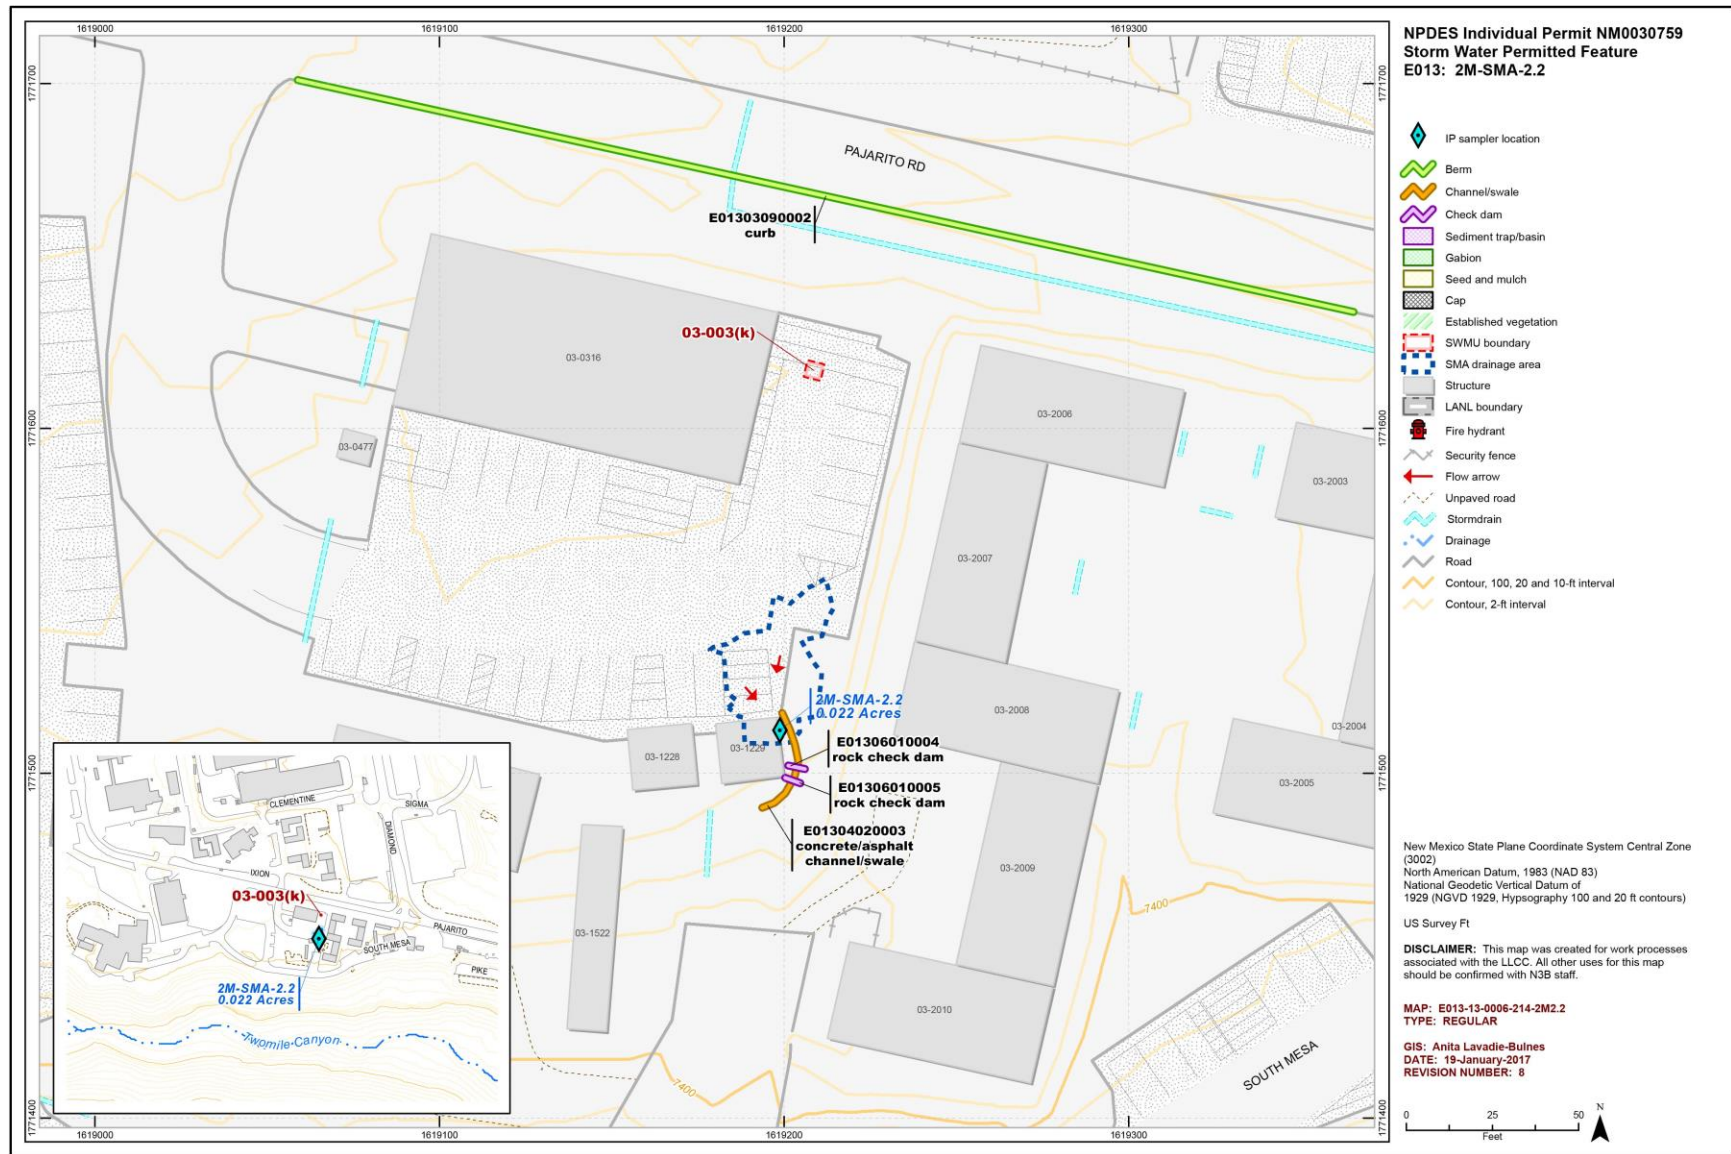 1619000
1619100
1619200
1619300
1771700
1771700
PAJARITO RD
E01303090002
curb
03-003(k)
03-0316
03-0477
1771600
1771600
03-2006
03-2003
03-2007
2M-SMA-2.2
0.022 Acres
03-2008
03-2004
03-1228
03-1229
E01306010004
rock check dam
E01306010005
rock check dam
E01304020003
concrete/asphalt
channel/swale
1771500
1771500
03-2005
03-2009
7400
03-1522
03-2010
7400
SOUTH MESA
1771400
1771400
1619000
1619100
1619200
1619300
CLEMENTINE
SIGMA
DIAMOND
IXION
03-003(k)
PAJARITO
SOUTH MESA
PIKE
2M-SMA-2.2
0.022 Acres
Twomile Canyon
NPDES Individual Permit NM0030759
Storm Water Permitted Feature
E013: 2M-SMA-2.2
IP sampler location
Berm
Channel/swale
Check dam
Sediment trap/basin
Gabion
Seed and mulch
Cap
Established vegetation
SWMU boundary
SMA drainage area
Structure
LANL boundary
Fire hydrant
Security fence
Flow arrow
Unpaved road
Stormdrain
Drainage
Road
Contour, 100, 20 and 10-ft interval
Contour, 2-ft interval
New Mexico State Plane Coordinate System Central Zone
(3002)
North American Datum, 1983 (NAD 83)
National Geodetic Vertical Datum of
1929 (NGVD 1929, Hypsography 100 and 20 ft contours)
US Survey Ft
DISCLAIMER: This map was created for work processes
associated with the LLCC. All other uses for this map
should be confirmed with N3B staff.
MAP: E013-13-0006-214-2M2.2
TYPE: REGULAR
GIS: Anita Lavadie-Bulnes
DATE: 19-January-2017
REVISION NUMBER: 8
0 25 50
Feet
N